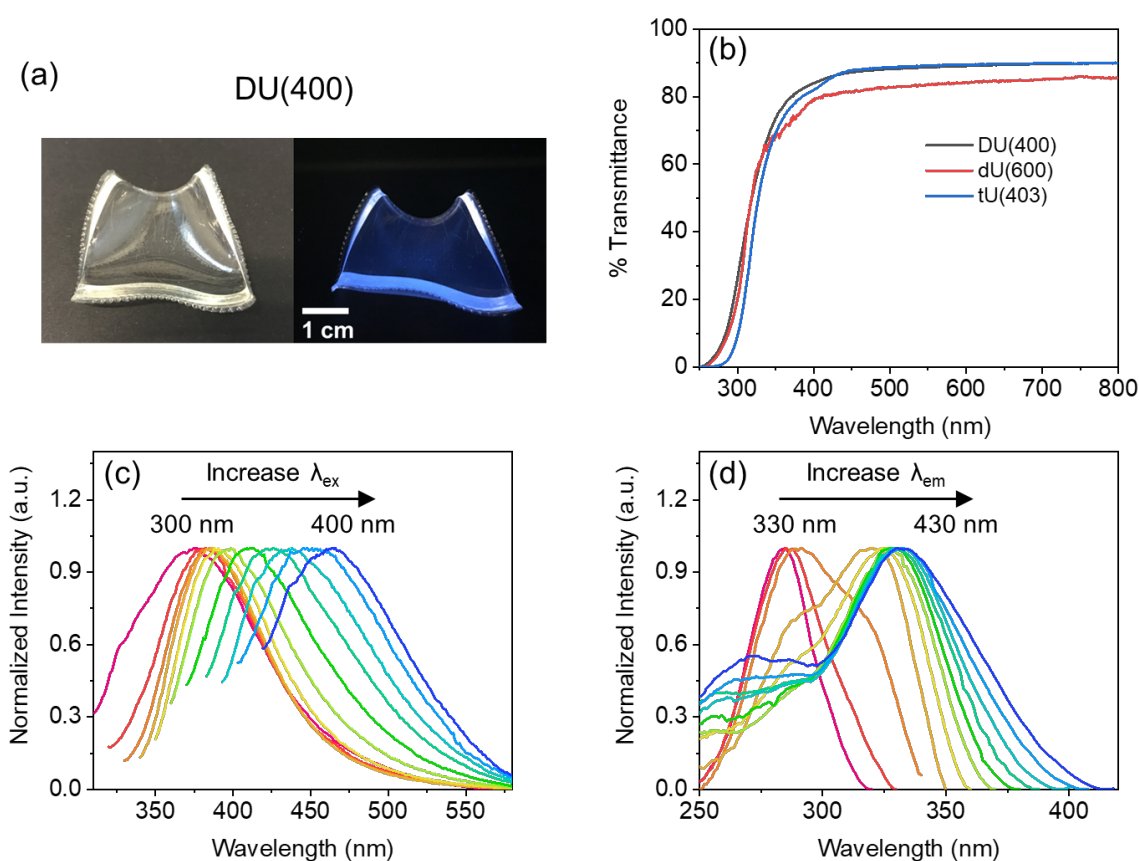 (a)
DU(400)
1 cm
(b)
% Transmittance
100
80
60
40
20
0
DU(400)
dU(600)
tU(403)
300 400 500 600 700 800
Wavelength (nm)
(c)
Increase λex
300 nm 400 nm
Normalized Intensity (a.u.)
1.2
0.9
0.6
0.3
0.0
350 400 450 500 550
Wavelength (nm)
(d)
Increase λem
330 nm 430 nm
Normalized Intensity (a.u.)
1.2
0.9
0.6
0.3
0.0
250 300 350 400
Wavelength (nm)